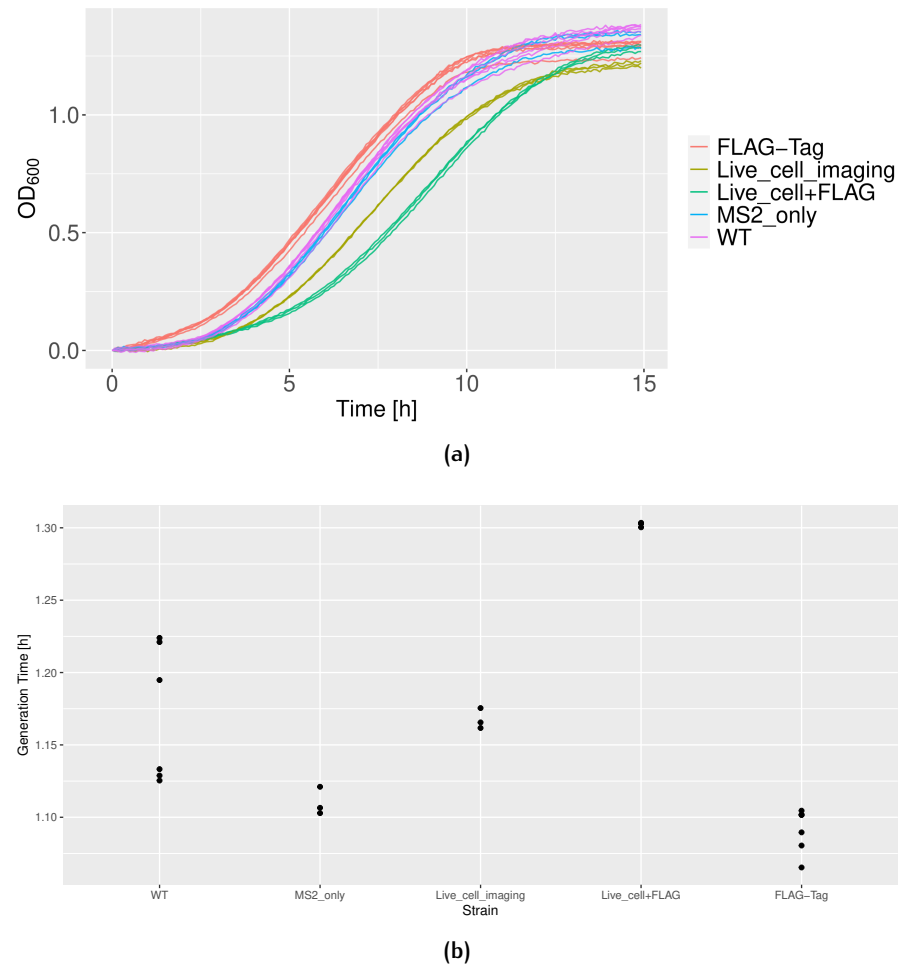 1.0
0.5
0.0
OD600
0 5 10 15
Time [h]
FLAG−Tag
Live_cell_imaging
Live_cell+FLAG
MS2_only
WT
(a)
1.30
1.25
1.20
1.15
1.10
Generation Time [h]
WT MS2_only Live_cell_imaging Live_cell+FLAG FLAG−Tag
Strain
(b)